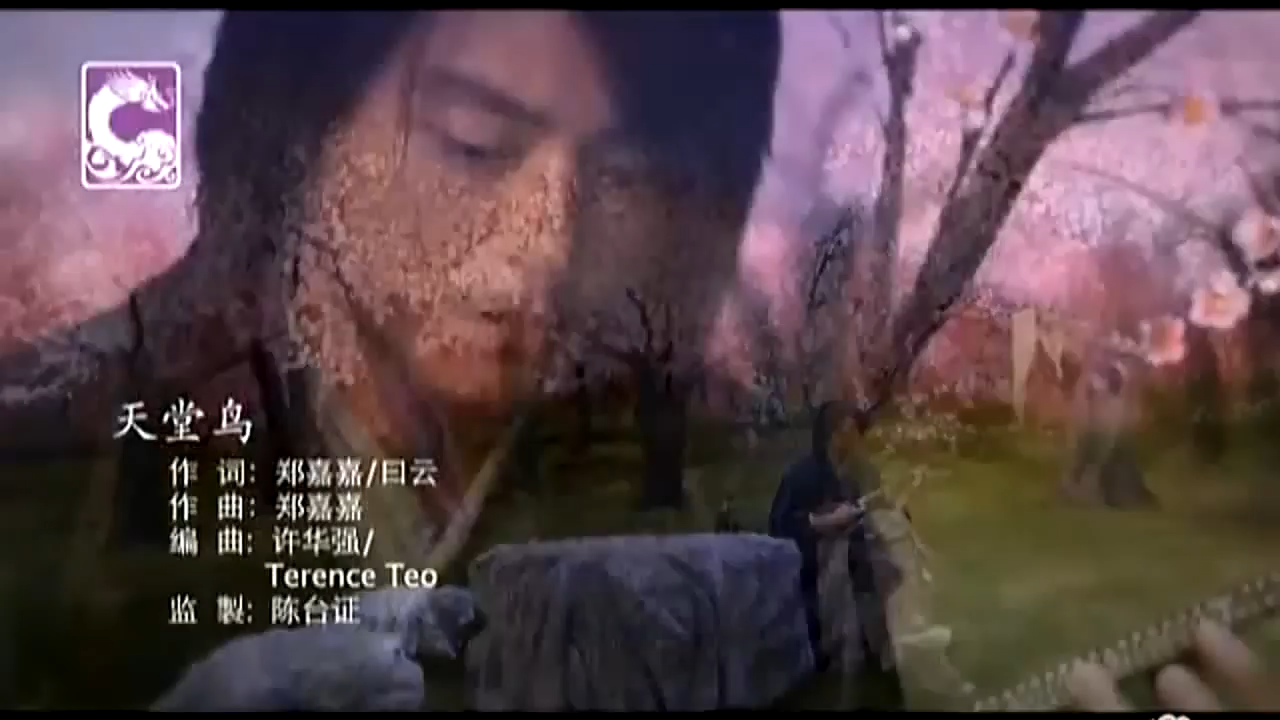 天堂鸟
作 词: 郑嘉嘉/曰云
作 曲: 郑嘉嘉
编 曲: 许华强/
Terence Teo
监 製: 陈台证